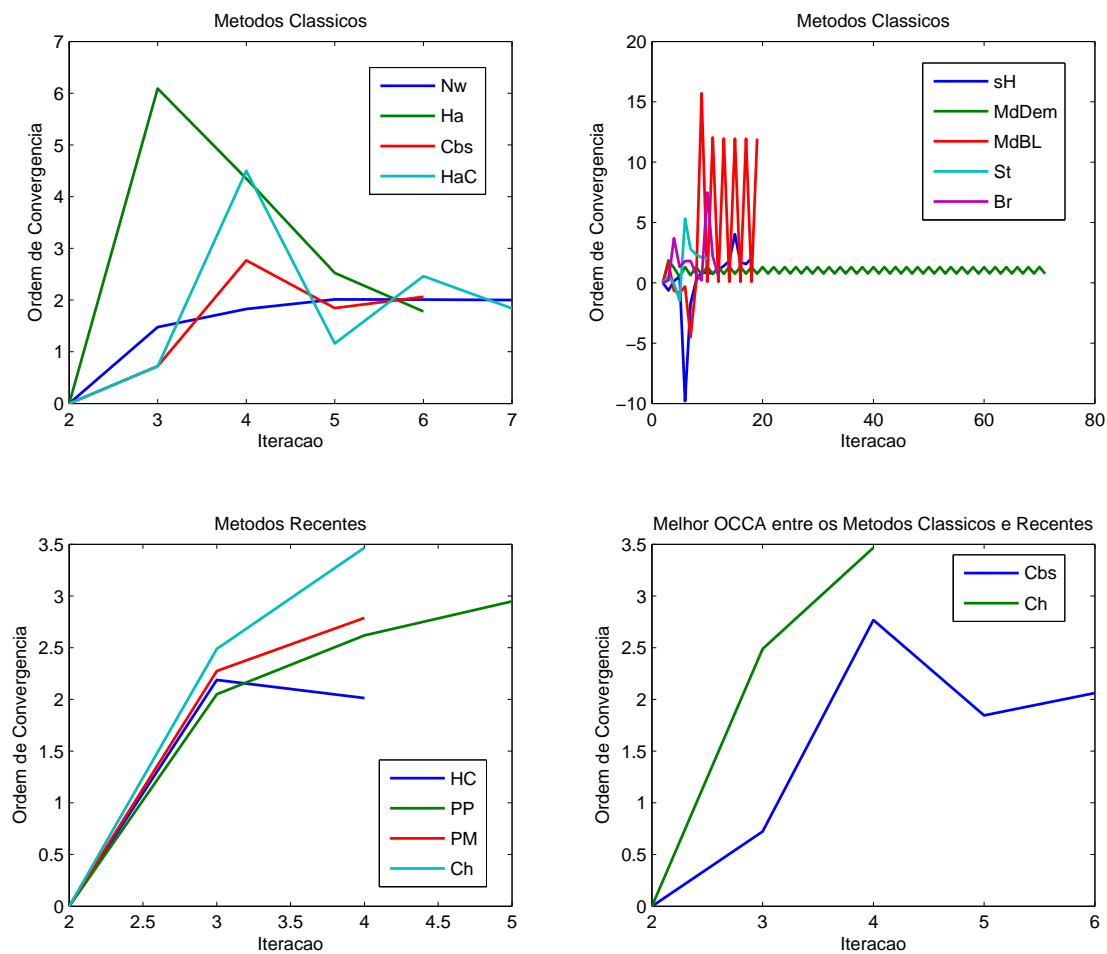 Metodos Classicos
7
6
5
4
3
2
1
0
Ordem de Convergencia
2
3
4
5
6
7
Iteracao
Nw
Ha
Cbs
HaC
Metodos Classicos
20
15
10
5
0
−5
−10
Ordem de Convergencia
0
20
40
60
80
Iteracao
sH
MdDem
MdBL
St
Br
Metodos Recentes
3.5
3
2.5
2
1.5
1
0.5
0
Ordem de Convergencia
2
2.5
3
3.5
4
4.5
5
Iteracao
HC
PP
PM
Ch
Melhor OCCA entre os Metodos Classicos e Recentes
3.5
3
2.5
2
1.5
1
0.5
0
Ordem de Convergencia
2
3
4
5
6
Iteracao
Cbs
Ch